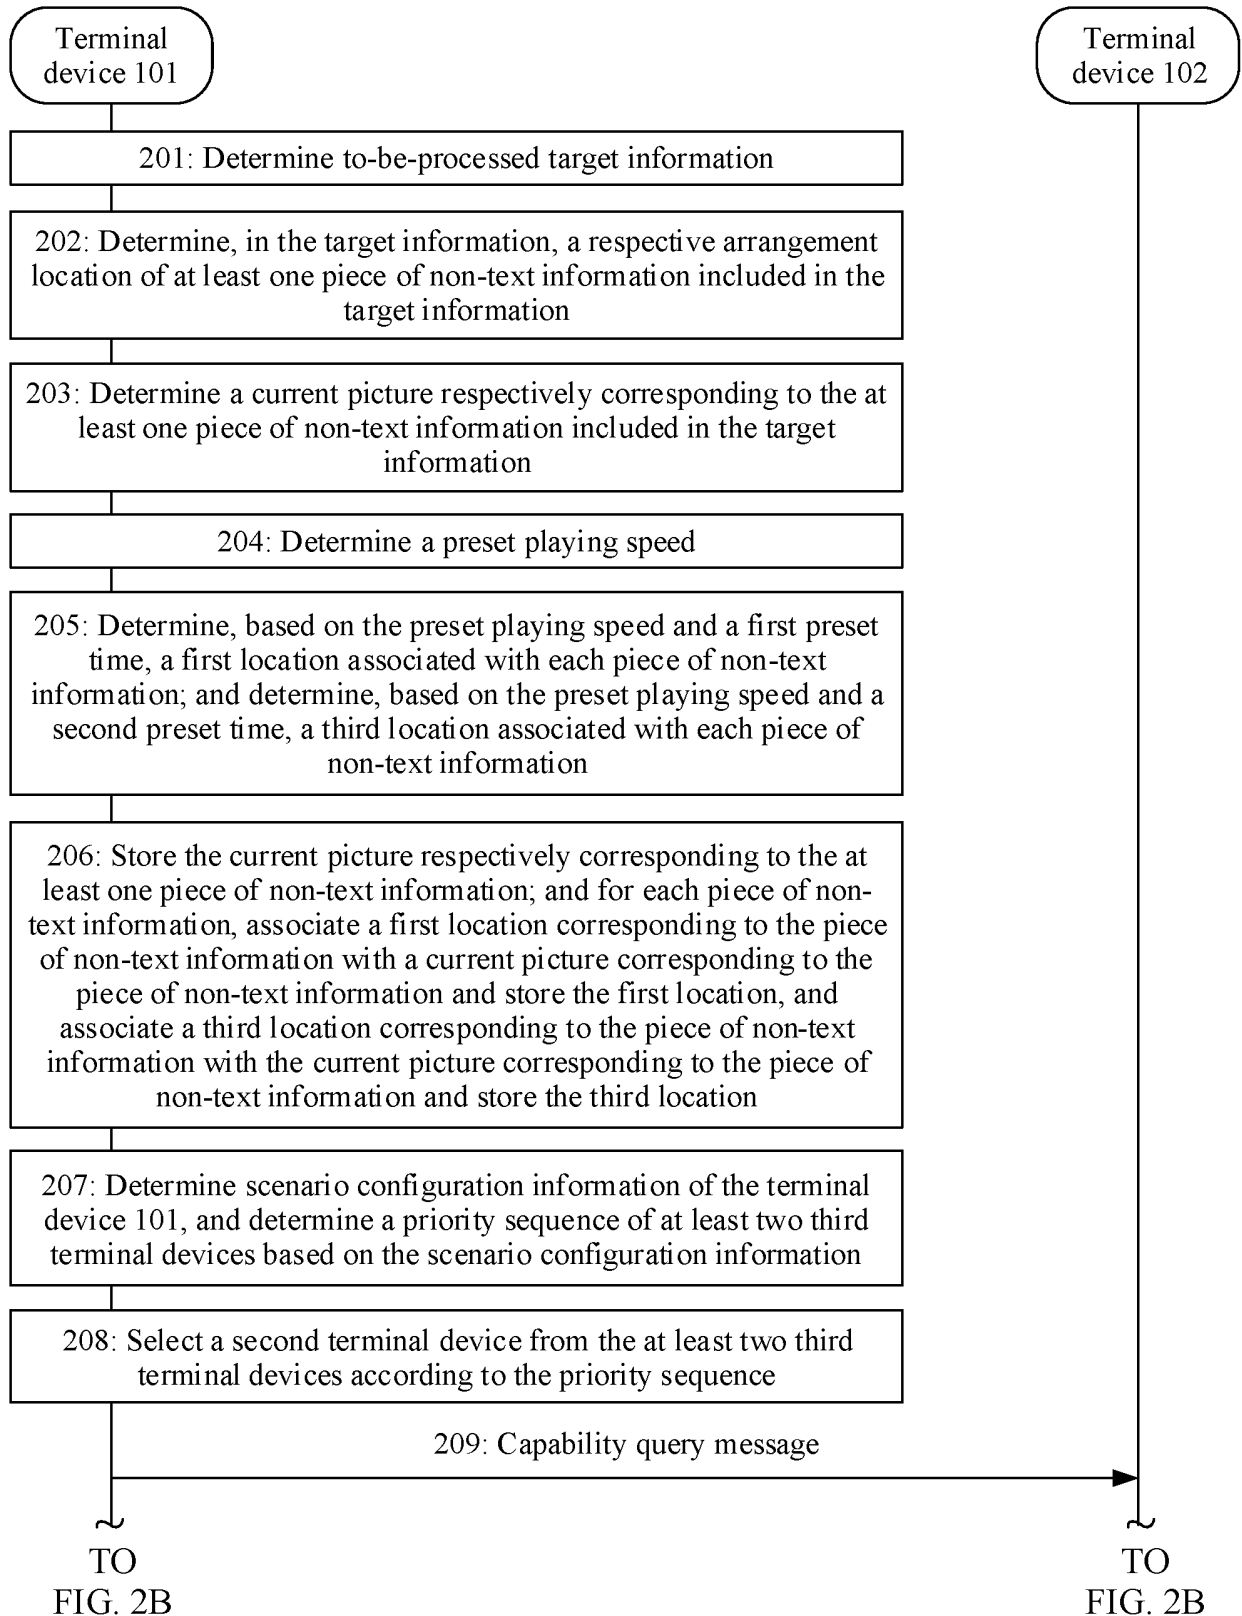 Terminal
device 101
Terminal
device 102
201: Determine to-be-processed target information
202: Determine, in the target information, a respective arrangement
location of at least one piece of non-text information included in the
target information
203: Determine a current picture respectively corresponding to the at
least one piece of non-text information included in the target
information
204: Determine a preset playing speed
205: Determine, based on the preset playing speed and a first preset
time, a first location associated with each piece of non-text
information; and determine, based on the preset playing speed and a
second preset time, a third location associated with each piece of
non-text information
206: Store the current picture respectively corresponding to the at
least one piece of non-text information; and for each piece of non-
text information, associate a first location corresponding to the piece
of non-text information with a current picture corresponding to the
piece of non-text information and store the first location, and
associate a third location corresponding to the piece of non-text
information with the current picture corresponding to the piece of
non-text information and store the third location
207: Determine scenario configuration information of the terminal
device 101, and determine a priority sequence of at least two third
terminal devices based on the scenario configuration information
208: Select a second terminal device from the at least two third
terminal devices according to the priority sequence
209: Capability query message
TO
FIG. 2B
TO
FIG. 2B